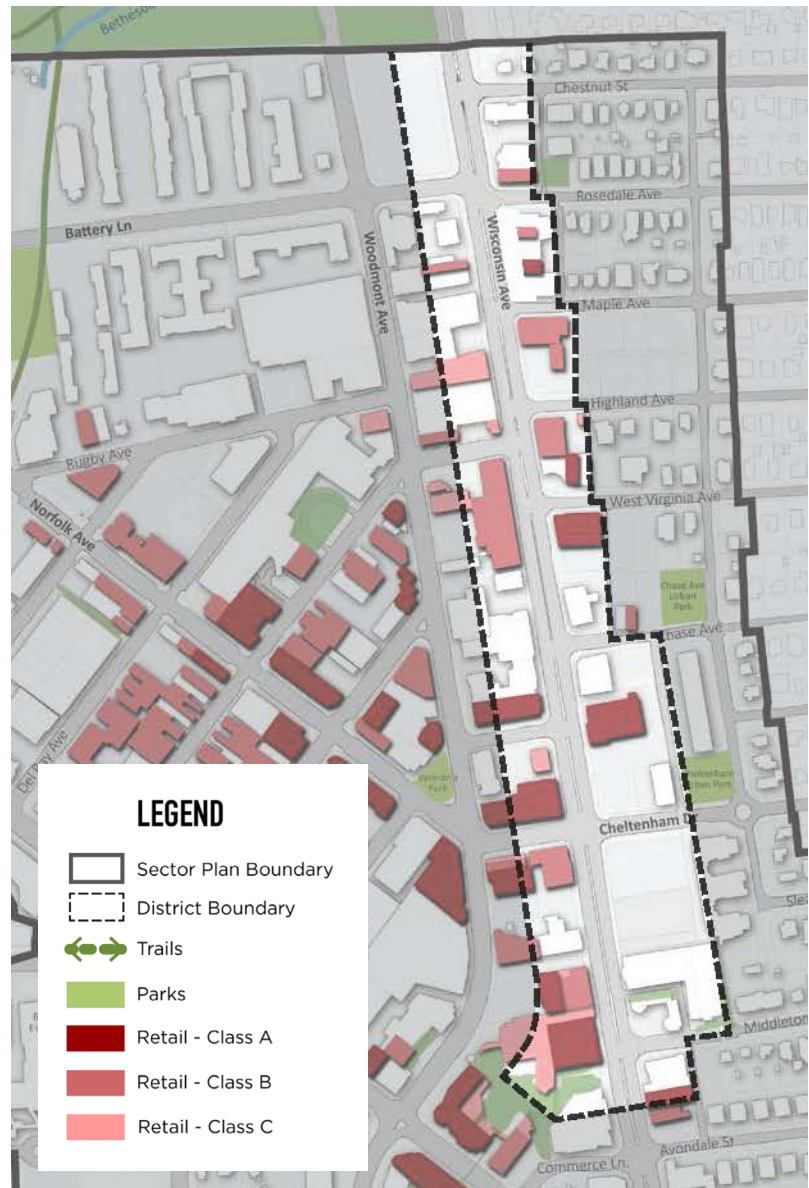 Chestnut St
Rosedale Ave
Battery Ln
Wisconsin Ave
Woodmont Ave
Maple Ave
Highland Ave
Rugby Ave
West Virginia Ave
Norfolk Ave
Chase Ave
Urban
Park
Ave
Park
Cheltenham
LEGEND
Sector Plan Boundary
District Boundary
Trails
Parks
Retail - Class A
Retail - Class B
Retail - Class C
Middleton
Avondale St
Commerce Ln.